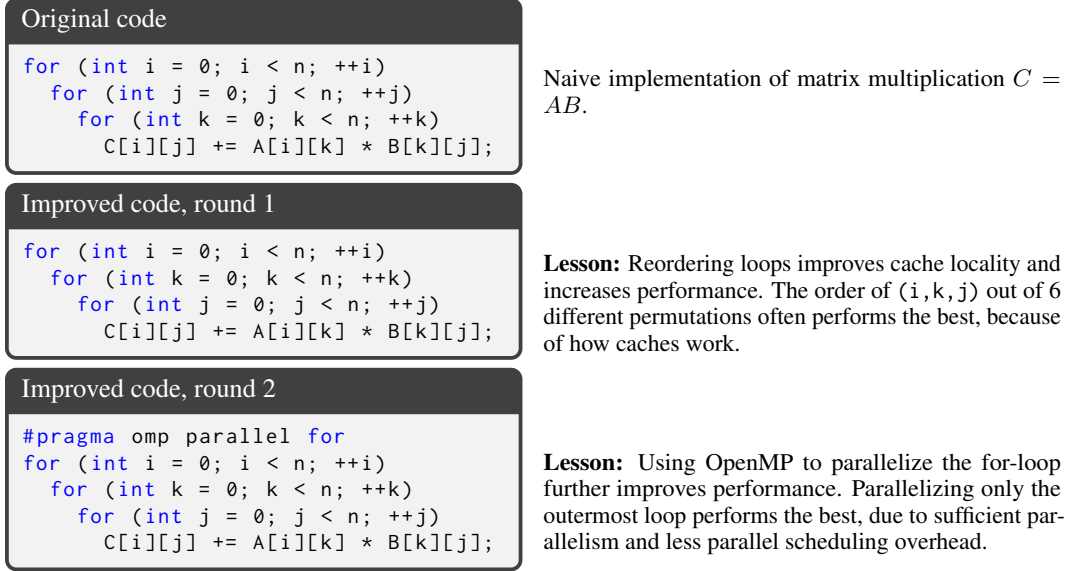 Original code
for (int i = 0; i < n; ++i)
  for (int j = 0; j < n; ++j)
    for (int k = 0; k < n; ++k)
      C[i][j] += A[i][k] * B[k][j];
Naive implementation of matrix multiplication C =
AB.
Improved code, round 1
for (int i = 0; i < n; ++i)
  for (int k = 0; k < n; ++k)
    for (int j = 0; j < n; ++j)
      C[i][j] += A[i][k] * B[k][j];
Lesson: Reordering loops improves cache locality and
increases performance. The order of (i,k,j) out of 6
different permutations often performs the best, because
of how caches work.
Improved code, round 2
#pragma omp parallel for
for (int i = 0; i < n; ++i)
  for (int k = 0; k < n; ++k)
    for (int j = 0; j < n; ++j)
      C[i][j] += A[i][k] * B[k][j];
Lesson: Using OpenMP to parallelize the for-loop
further improves performance. Parallelizing only the
outermost loop performs the best, due to sufficient par-
allelism and less parallel scheduling overhead.